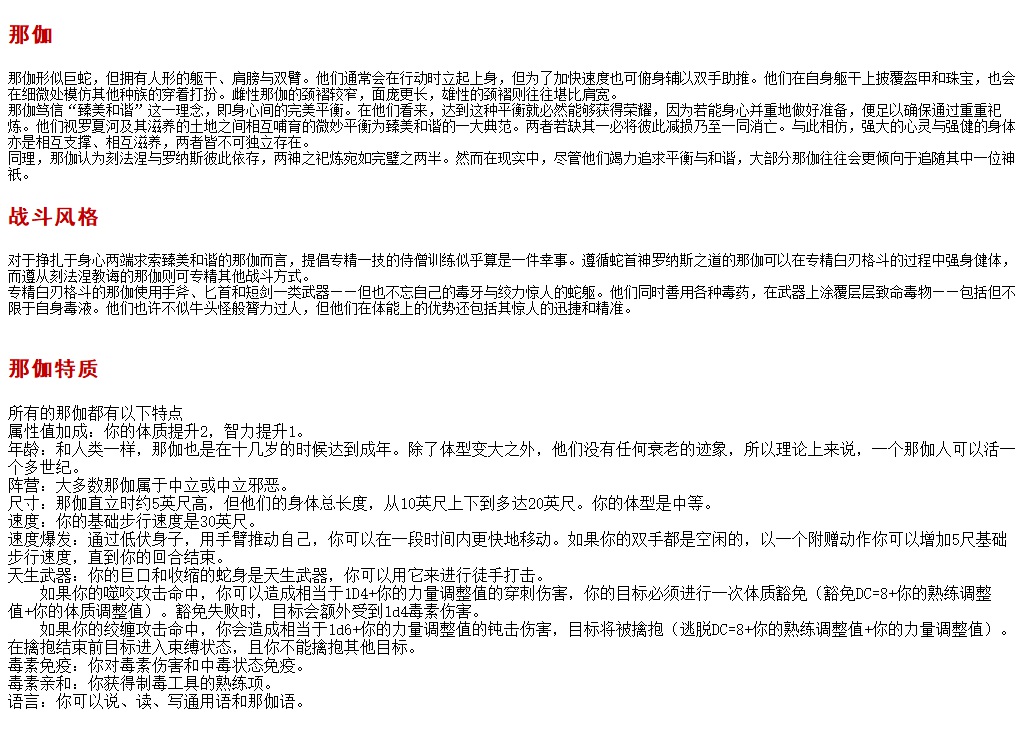 那伽
那伽形似巨蛇，但拥有人形的躯干、肩膀与双臂。他们通常会在行动时立起上身，但为了加快速度也可俯身辅以双手助推。他们在自身躯干上披覆盔甲和珠宝，也会
在细微处模仿其他种族的穿着打扮。雌性那伽的颈褶较窄，面庞更长，雄性的颈褶则往往堪比肩宽。
那伽笃信“臻美和谐”这一理念，即身心间的完美平衡。在他们看来，达到这种平衡就必然能够获得荣耀，因为若能身心并重地做好准备，便足以确保通过重重祀
炼。他们视罗夏河及其滋养的土地之间相互哺育的微妙平衡为臻美和谐的一大典范。两者若缺其一必将彼此减损乃至一同消亡。与此相仿，强大的心灵与强健的身体
亦是相互支撑、相互滋养，两者皆不可独立存在。
同理，那伽认为刻法涅与罗纳斯彼此依存，两神之祀炼宛如完璧之两半。然而在现实中，尽管他们竭力追求平衡与和谐，大部分那伽往往会更倾向于追随其中一位神
祇。
战斗风格
对于挣扎于身心两端求索臻美和谐的那伽而言，提倡专精一技的侍僧训练似乎算是一件幸事。遵循蛇首神罗纳斯之道的那伽可以在专精白刃格斗的过程中强身健体，
而遵从刻法涅教诲的那伽则可专精其他战斗方式。
专精白刃格斗的那伽使用手斧、匕首和短剑一类武器——但也不忘自己的毒牙与绞力惊人的蛇躯。他们同时善用各种毒药，在武器上涂覆层层致命毒物——包括但不
限于自身毒液。他们也许不似牛头怪般膂力过人，但他们在体能上的优势还包括其惊人的迅捷和精准。
那伽特质
所有的那伽都有以下特点
属性值加成：你的体质提升2，智力提升1。
年龄：和人类一样，那伽也是在十几岁的时候达到成年。除了体型变大之外，他们没有任何衰老的迹象，所以理论上来说，一个那伽人可以活一
个多世纪。
阵营：大多数那伽属于中立或中立邪恶。
尺寸：那伽直立时约5英尺高，但他们的身体总长度，从10英尺上下到多达20英尺。你的体型是中等。
速度：你的基础步行速度是30英尺。
速度爆发：通过低伏身子，用手臂推动自己，你可以在一段时间内更快地移动。如果你的双手都是空闲的，以一个附赠动作你可以增加5尺基础
步行速度，直到你的回合结束。
天生武器：你的巨口和收缩的蛇身是天生武器，你可以用它来进行徒手打击。
如果你的噬咬攻击命中，你可以造成相当于1D4+你的力量调整值的穿刺伤害，你的目标必须进行一次体质豁免（豁免DC=8+你的熟练调整
值+你的体质调整值）。豁免失败时，目标会额外受到1d4毒素伤害。
如果你的绞缠攻击命中，你会造成相当于1d6+你的力量调整值的钝击伤害，目标将被擒抱（逃脱DC=8+你的熟练调整值+你的力量调整值）。
在擒抱结束前目标进入束缚状态，且你不能擒抱其他目标。
毒素免疫：你对毒素伤害和中毒状态免疫。
毒素亲和：你获得制毒工具的熟练项。
语言：你可以说、读、写通用语和那伽语。